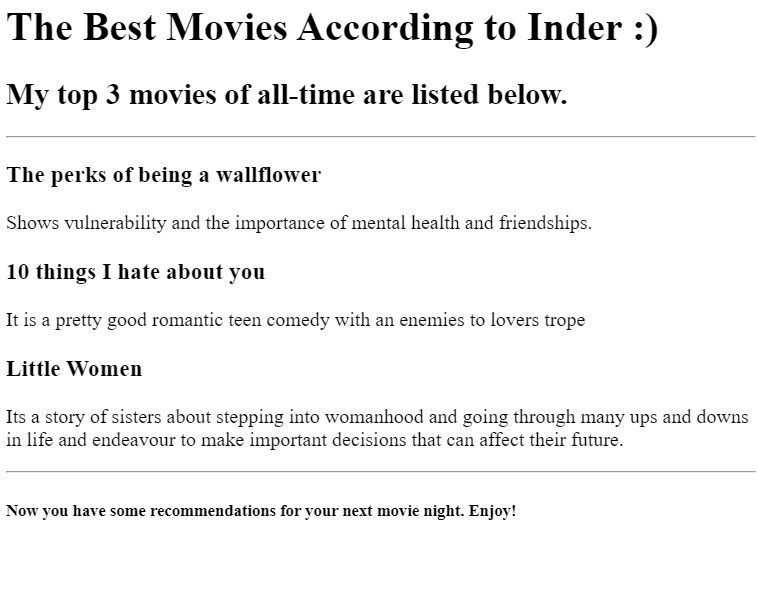 The Best Movies According to Inder :)
My top 3 movies of all-time are listed below.
The perks of being a wallflower
Shows vulnerability and the importance of mental health and friendships.
10 things I hate about you
It is a pretty good romantic teen comedy with an enemies to lovers trope
Little Women
Its a story of sisters about stepping into womanhood and going through many ups and downs
in life and endeavour to make important decisions that can affect their future.
Now you have some recommendations for your next movie night. Enjoy!